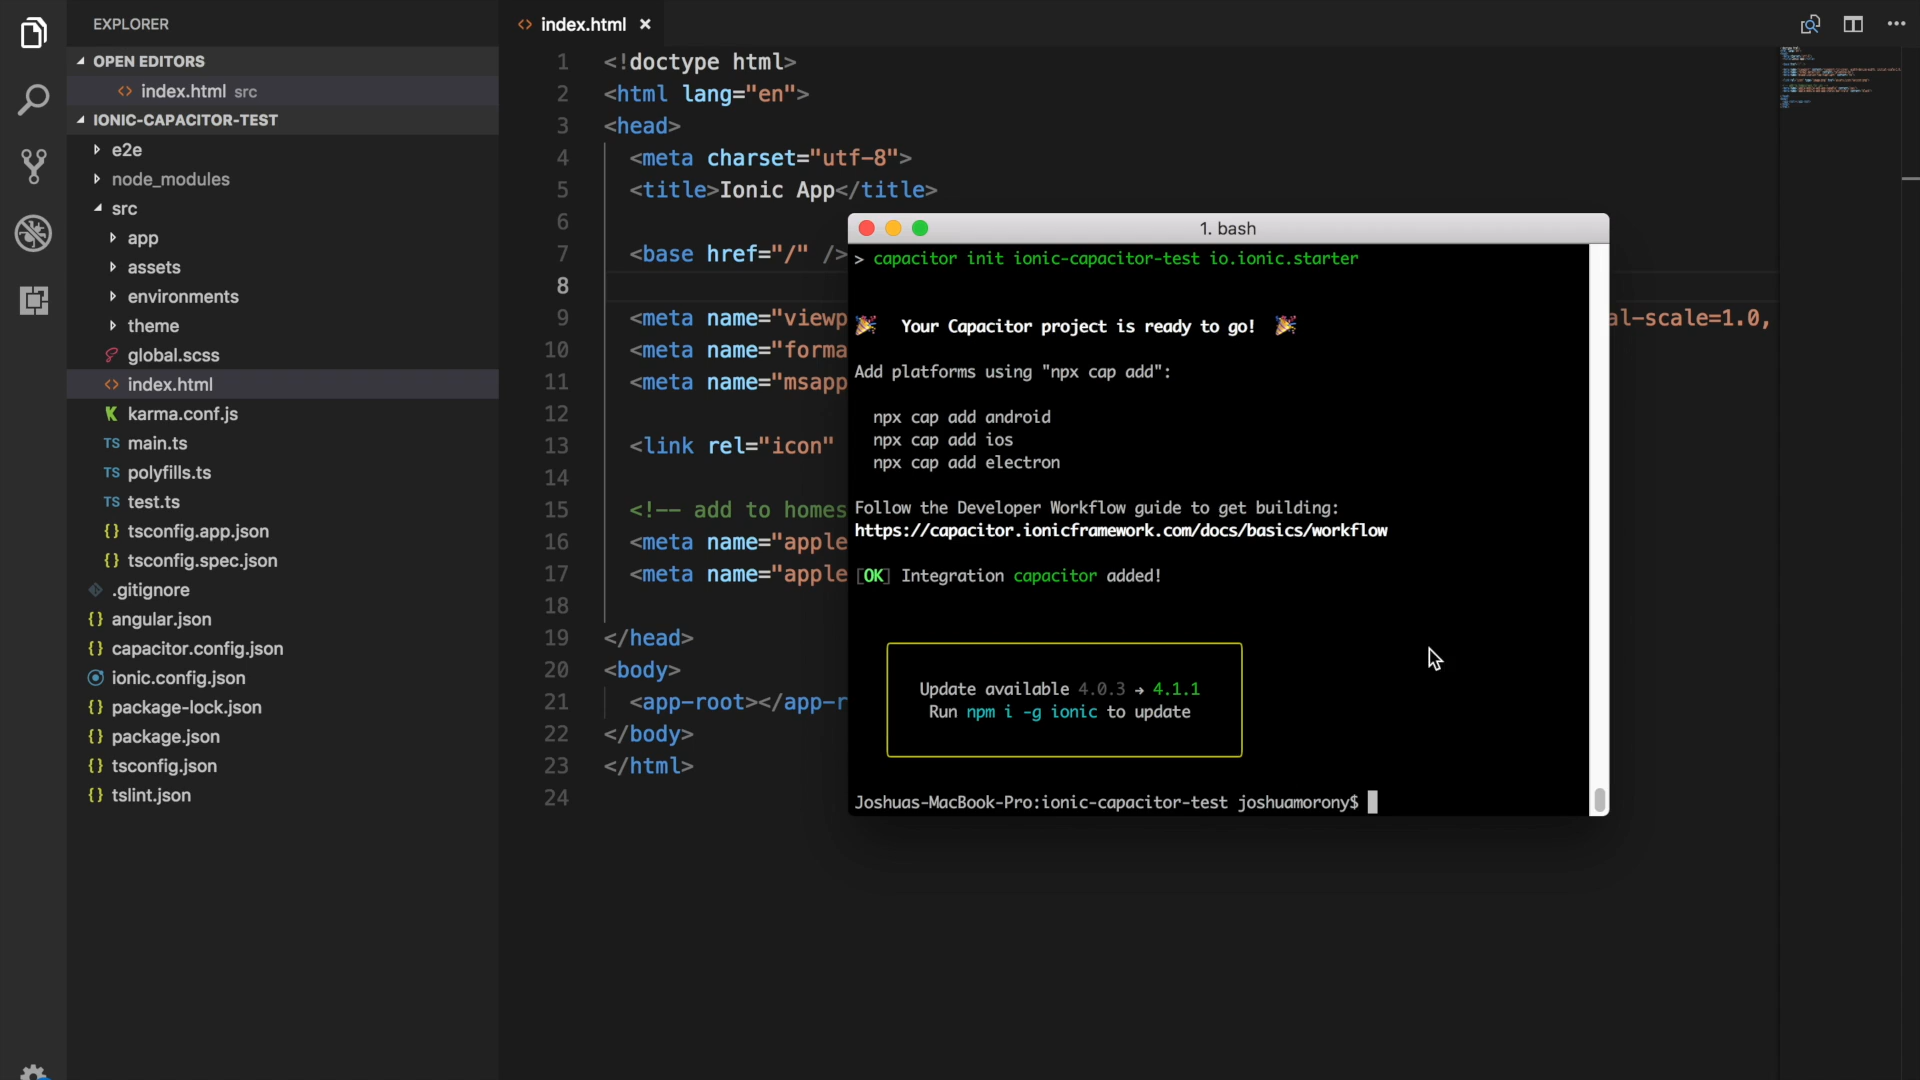 EXPLORER
OPEN EDITORS
<> index.html src
IONIC-CAPACITOR-TEST
e2e
node_modules
src
app
assets
environments
theme
global.scss
<> index.html
karma.conf.js
TS main.ts
TS polyfills.ts
TS test.ts
{} tsconfig.app.json
{} tsconfig.spec.json
.gitignore
{} angular.json
{} capacitor.config.json
ionic.config.json
{} package-lock.json
{} package.json
{} tsconfig.json
{} tslint.json
<> index.html ×
1 <!doctype html>
2 <html lang="en">
3 <head>
4 <meta charset="utf-8">
5 <title>Ionic App</title>
6
7 <base href="/" />
8
9 <meta name="viewp
al-scale=1.0,
10 <meta name="forma
11 <meta name="msapp
12
13 <link rel="icon"
14
15 <!-- add to homes
16 <meta name="apple
17 <meta name="apple
18
19 </head>
20 <body>
21 <app-root></app-r
22 </body>
23 </html>
24
1. bash
> capacitor init ionic-capacitor-test io.ionic.starter
🎉 Your Capacitor project is ready to go! 🎉
Add platforms using "npx cap add":
npx cap add android
npx cap add ios
npx cap add electron
Follow the Developer Workflow guide to get building:
https://capacitor.ionicframework.com/docs/basics/workflow
[OK] Integration capacitor added!
Update available 4.0.3 → 4.1.1
Run npm i -g ionic to update
Joshuas-MacBook-Pro:ionic-capacitor-test joshuamorony$